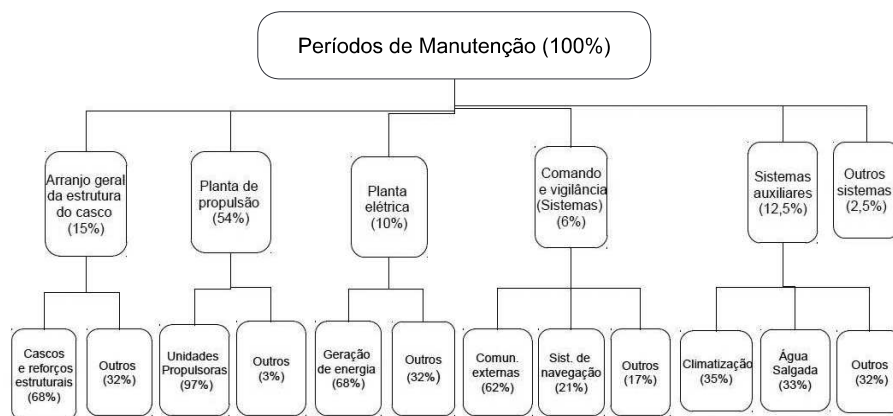 Períodos de Manutenção (100%)
Arranjo geral
da estrutura
do casco
(15%)
Planta de
propulsão
(54%)
Planta
elétrica
(10%)
Comando
e vigilância
(Sistemas)
(6%)
Sistemas
auxiliares
(12,5%)
Outros
sistemas
(2,5%)
Cascos
e reforços
estruturais
(68%)
Outros
(32%)
Unidades
Propulsoras
(97%)
Outros
(3%)
Geração
de energia
(68%)
Outros
(32%)
Comun.
externas
(62%)
Sist. de
navegação
(21%)
Outros
(17%)
Climatização
(35%)
Água
Salgada
(33%)
Outros
(32%)